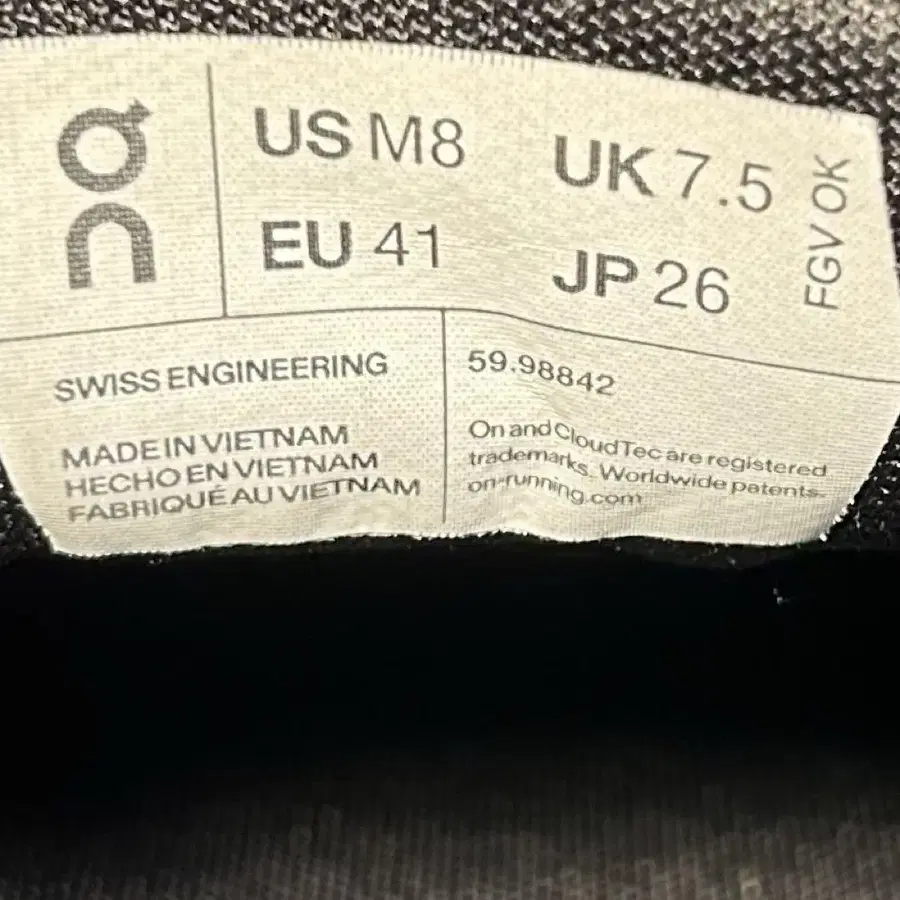 on
US M8
UK 7.5
EU 41
JP 26
FGV OK
SWISS ENGINEERING
MADE IN VIETNAM
HECHO EN VIETNAM
FABRIQUÉ AU VIETNAM
59.98842
On and CloudTec are registered
trademarks. Worldwide patents.
on-running.com